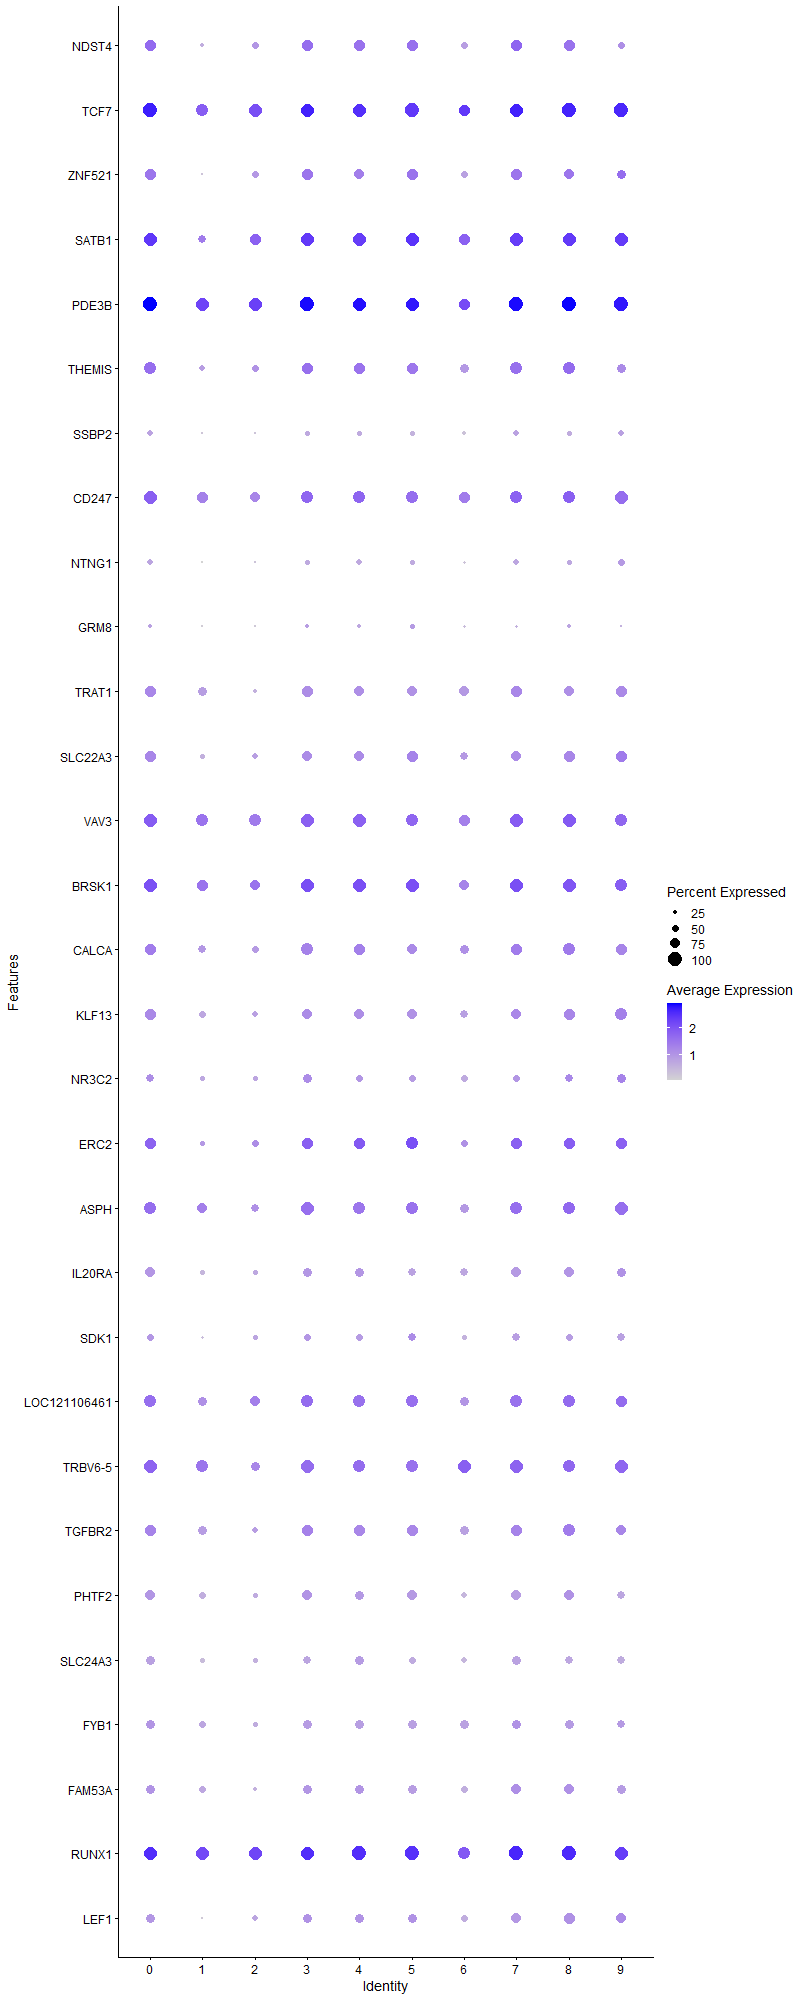 NDST4
TCF7
ZNF521
SATB1
PDE3B
THEMIS
SSBP2
CD247
NTNG1
GRM8
TRAT1
SLC22A3
VAV3
BRSK1
CALCA
KLF13
NR3C2
ERC2
ASPH
IL20RA
SDK1
LOC121106461
TRBV6-5
TGFBR2
PHTF2
SLC24A3
FYB1
FAM53A
RUNX1
LEF1
Features
0 1 2 3 4 5 6 7 8 9
Identity
Percent Expressed
25
50
75
100
Average Expression
2
1